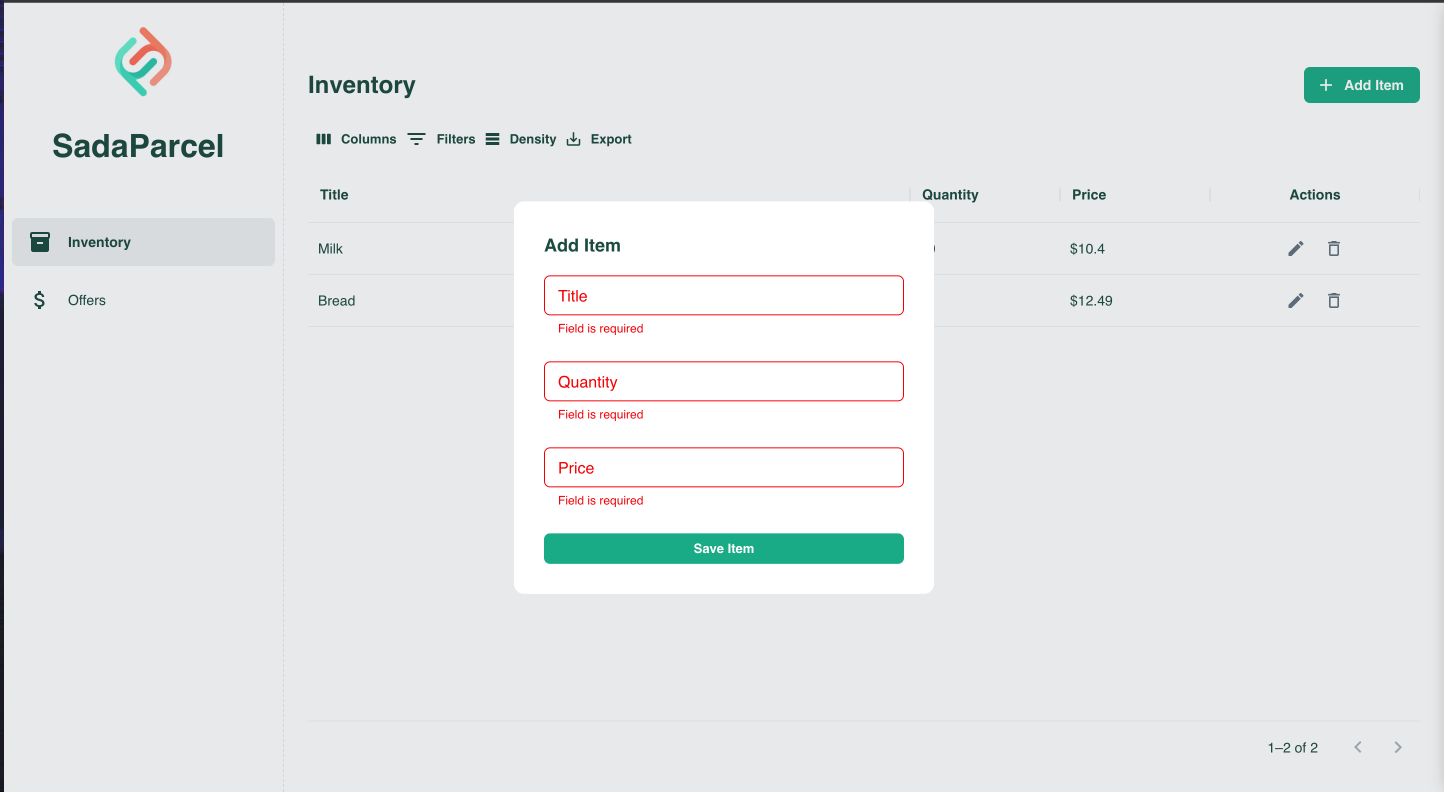 SadaParcel
Inventory
Offers
Inventory
Add Item
Columns Filters Density Export
Title Quantity Price Actions
Milk $10.4
Bread $12.49
Add Item
Title
Field is required
Quantity
Field is required
Price
Field is required
Save Item
1–2 of 2